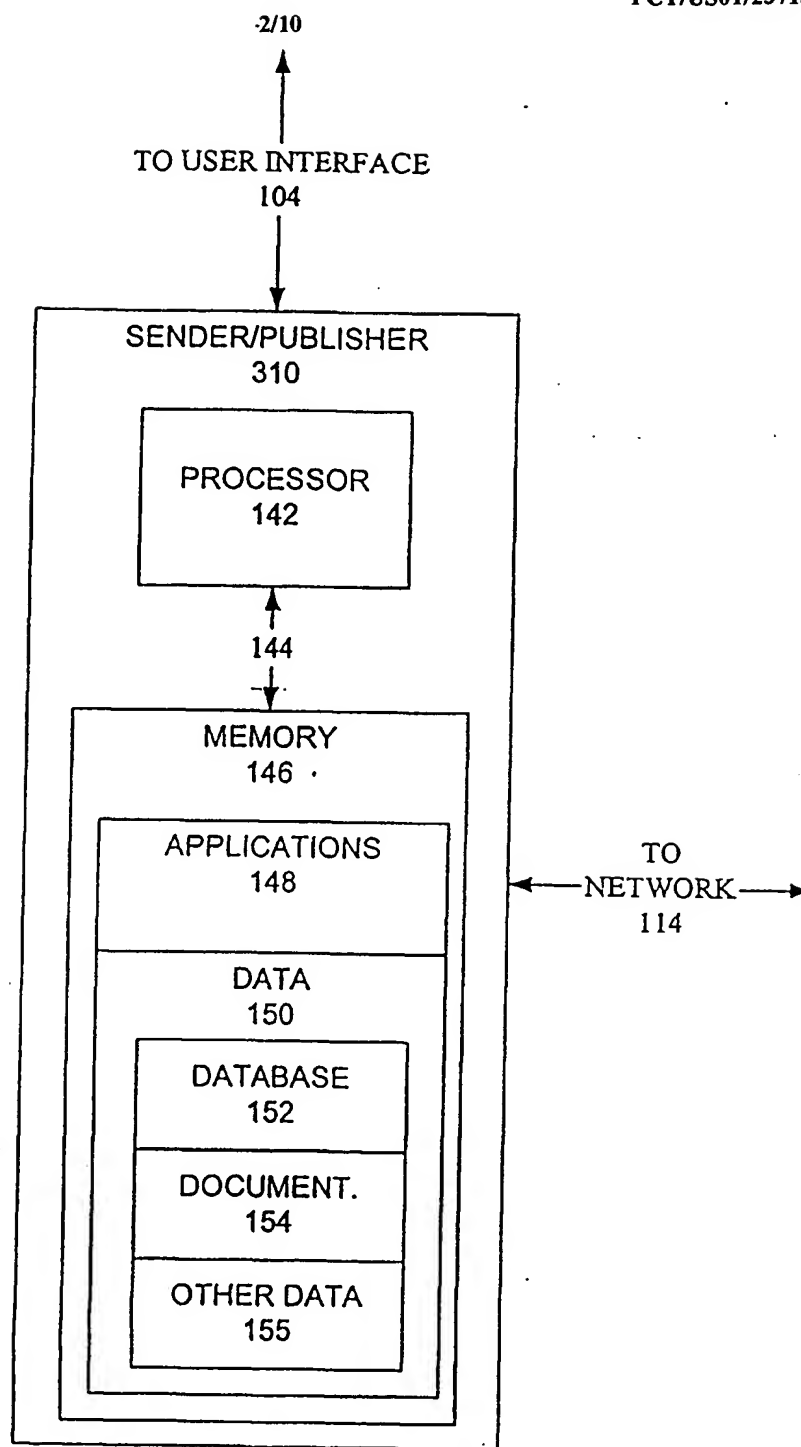 2/10
TO USER INTERFACE
104
SENDER/PUBLISHER
310
PROCESSOR
142
144
MEMORY
146
APPLICATIONS
148
TO
NETWORK
114
DATA
150
DATABASE
152
DOCUMENT.
154
OTHER DATA
155